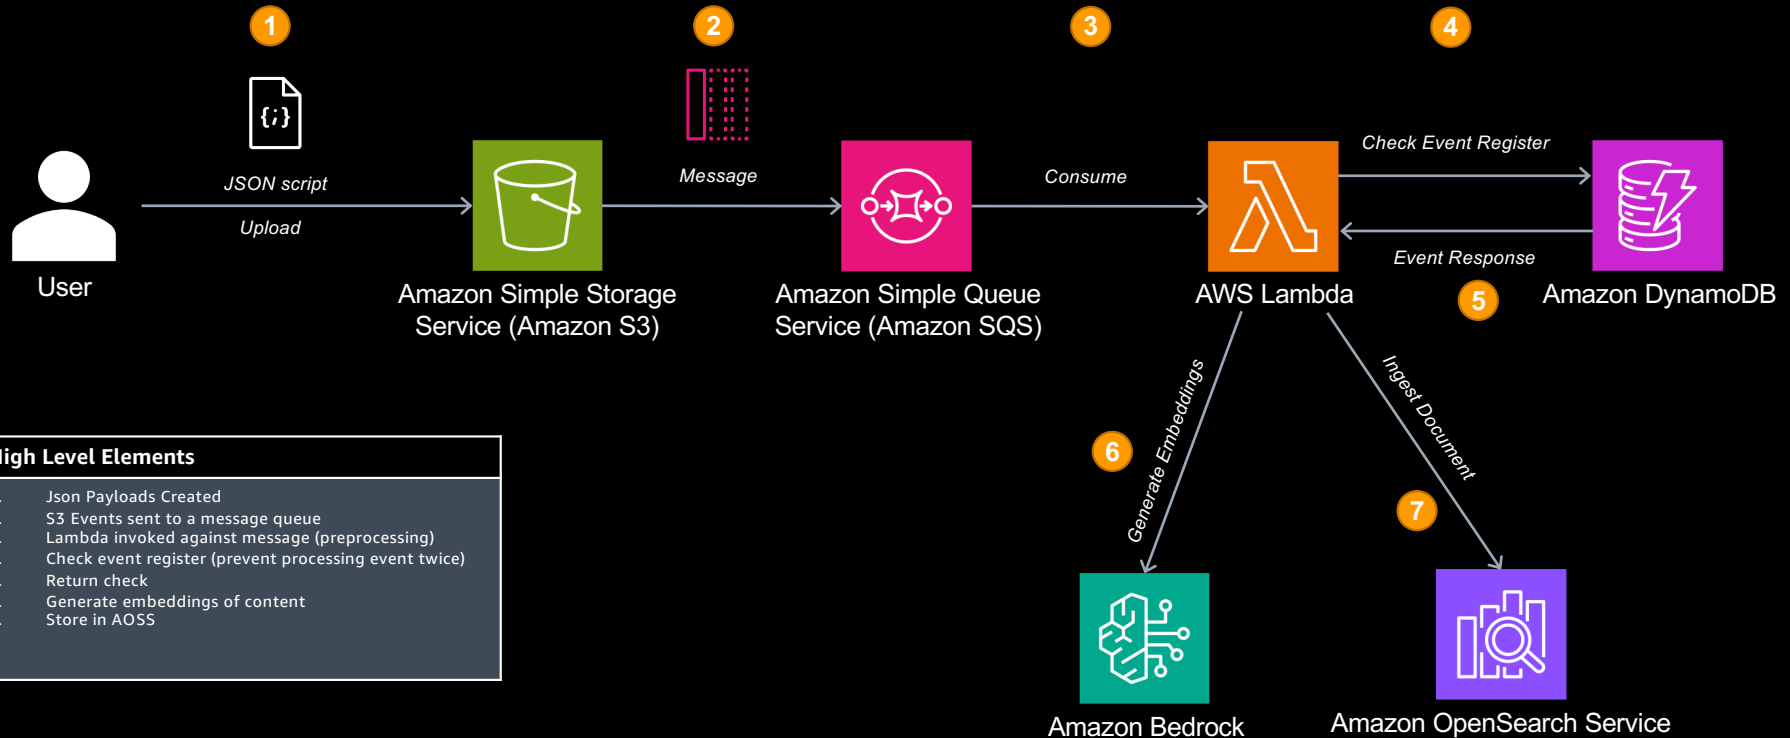 1
2
3
4
{;}
JSON script
Upload
Message
Consume
Check Event Register
Event Response
User
Amazon Simple Storage
Service (Amazon S3)
Amazon Simple Queue
Service (Amazon SQS)
AWS Lambda
5
Amazon DynamoDB
Generate Embeddings
Ingest Document
6
7
High Level Elements
. Json Payloads Created
. S3 Events sent to a message queue
. Lambda invoked against message (preprocessing)
. Check event register (prevent processing event twice)
. Return check
. Generate embeddings of content
. Store in AOSS
Amazon Bedrock
Amazon OpenSearch Service